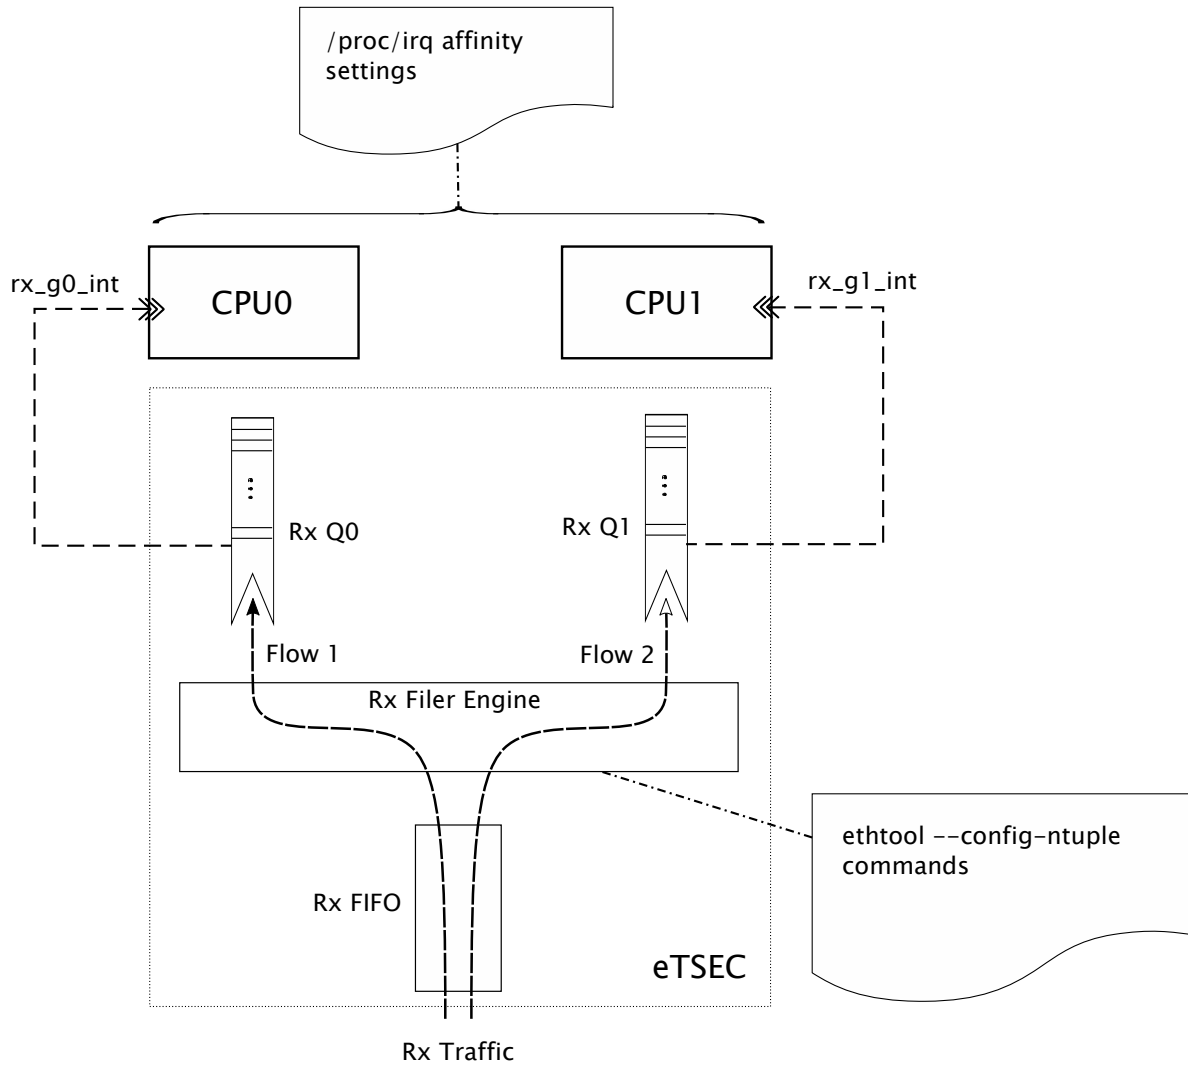 /proc/irq affinity
settings
rx_g0_int
CPU0
CPU1
rx_g1_int
Rx Q0
Rx Q1
Flow 1
Flow 2
Rx Filer Engine
ethtool --config-ntuple
commands
Rx FIFO
eTSEC
Rx Traffic